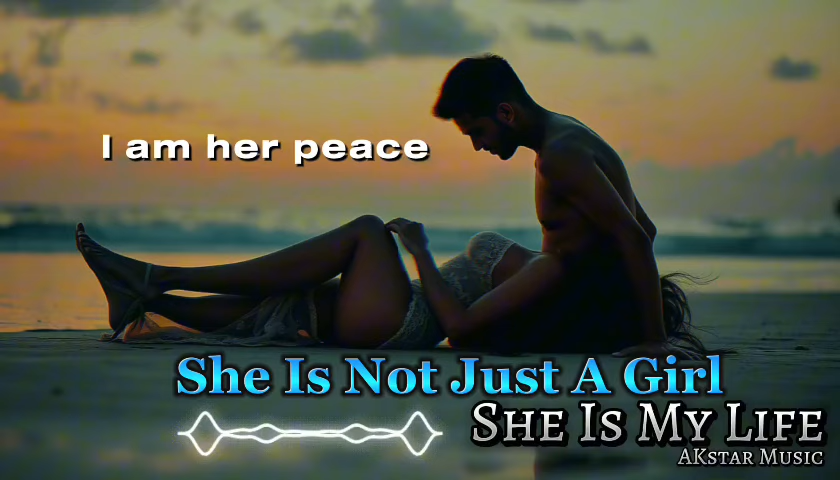 I am her peace
She Is Not Just A Girl
She Is My Life
AKstar Music